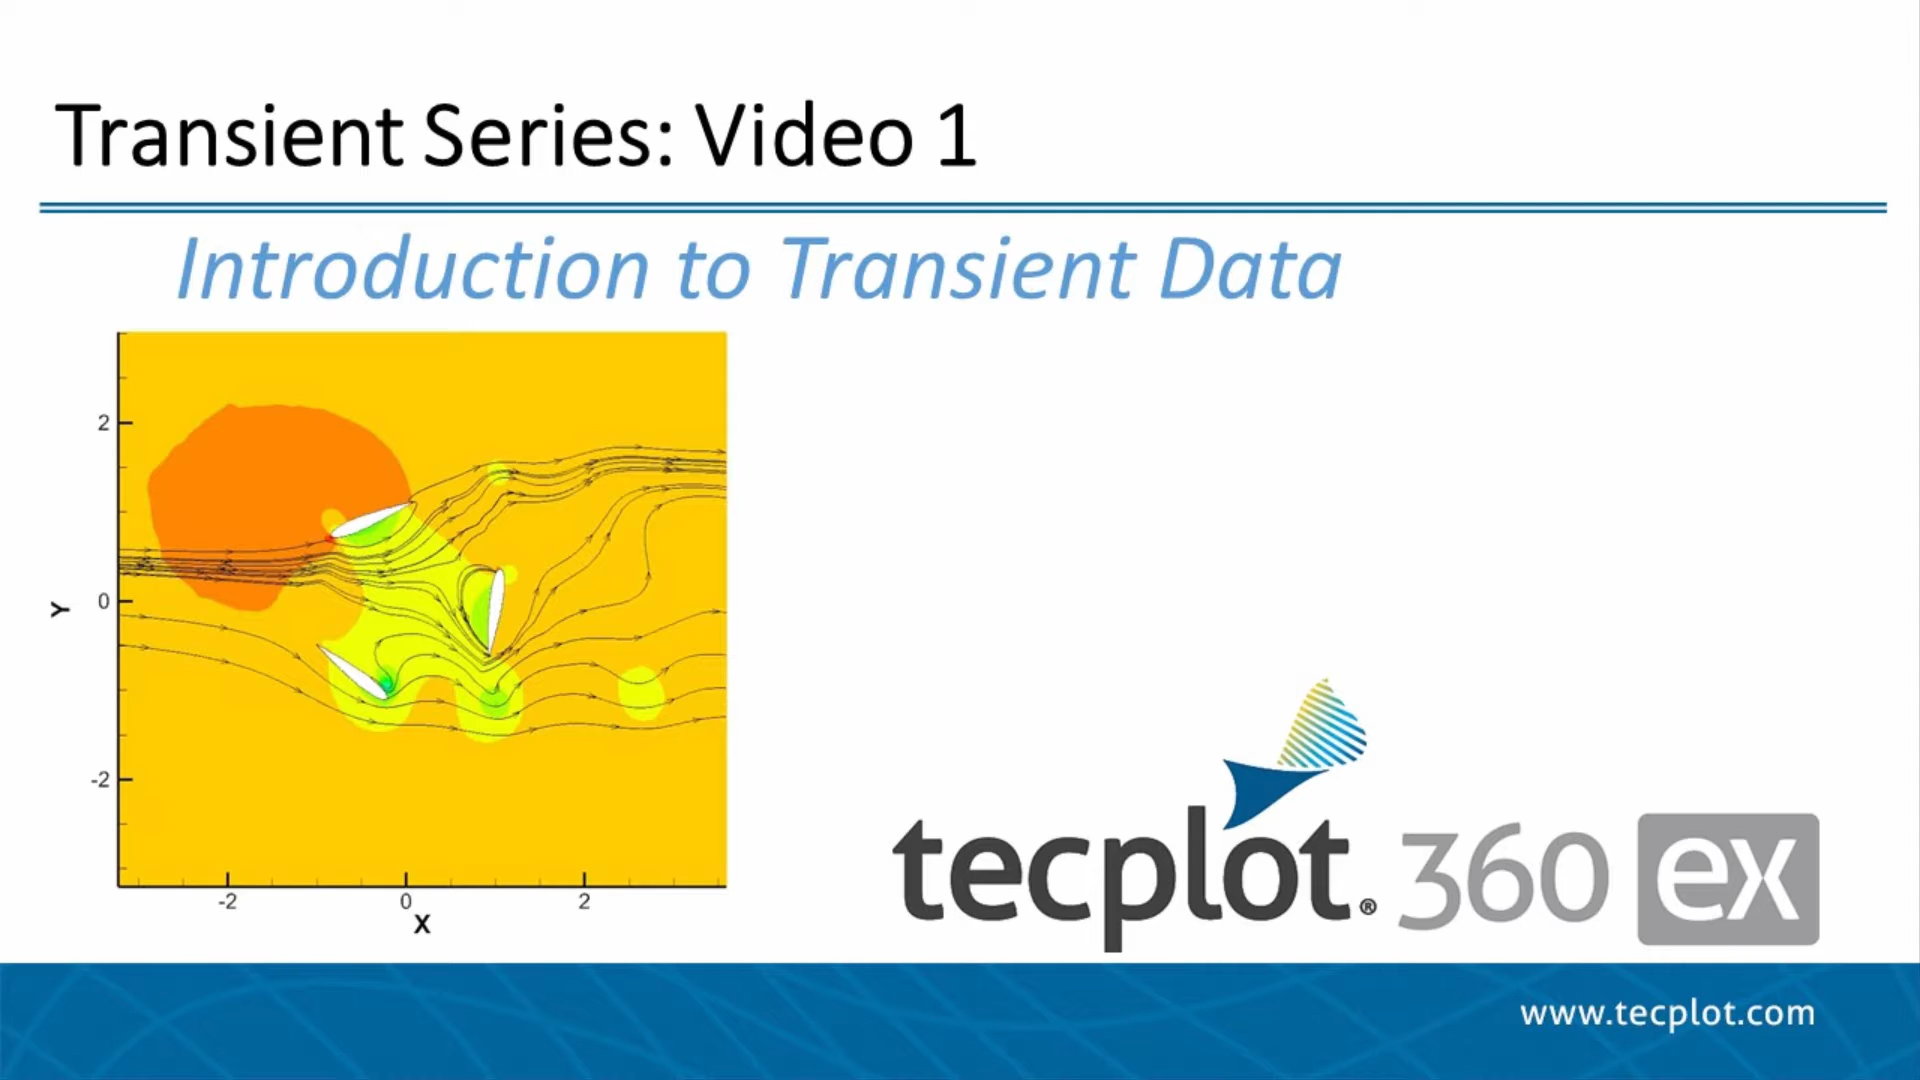 Transient Series: Video 1
Introduction to Transient Data
2
0
-2
Y
-2
0
2
X
tecplot® 360 ex
www.tecplot.com